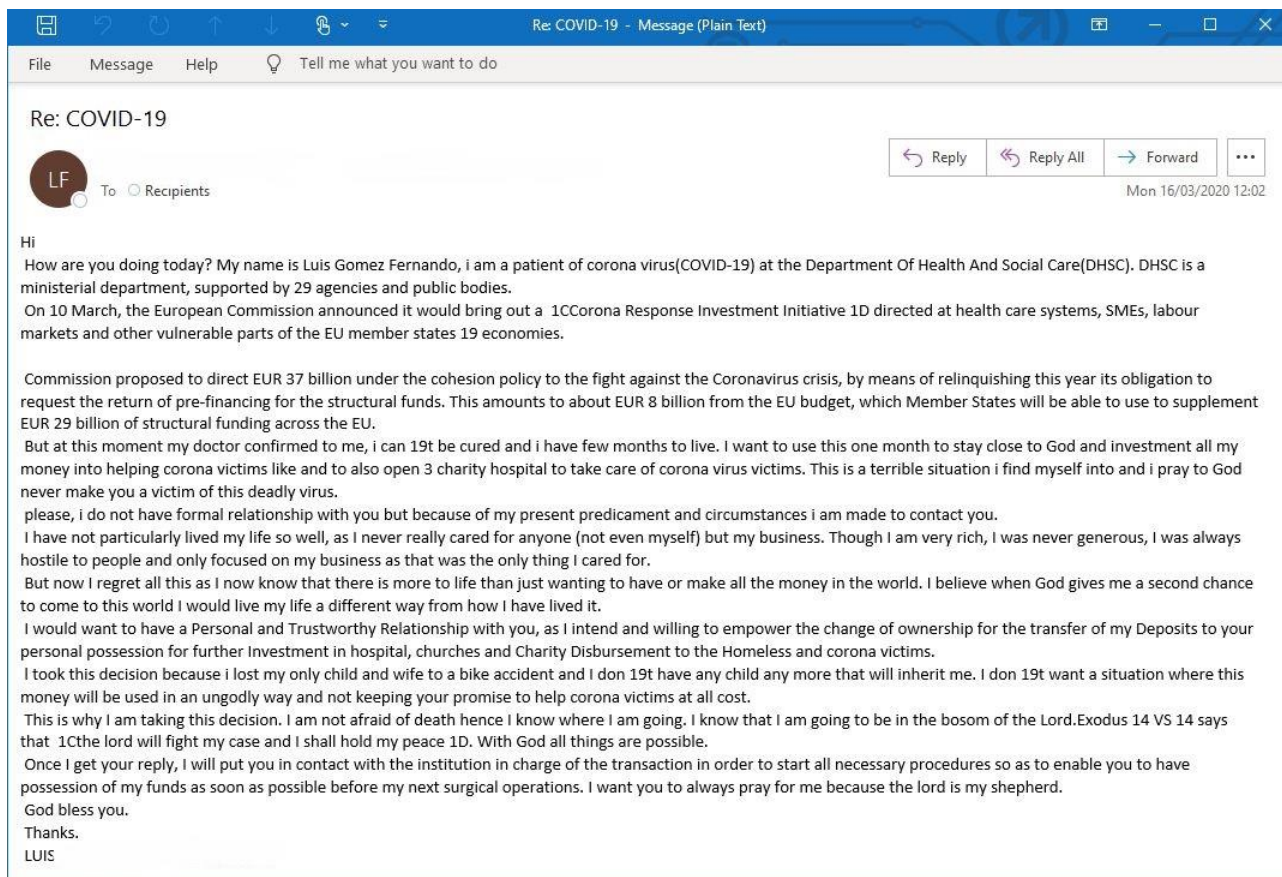 Re: COVID-19 - Message (Plain Text)
File Message Help Tell me what you want to do
Re: COVID-19
Reply Reply All Forward
LF
To Recipients
Mon 16/03/2020 12:02
Hi
How are you doing today? My name is Luis Gomez Fernando, i am a patient of corona virus(COVID-19) at the Department Of Health And Social Care(DHSC). DHSC is a
ministerial department, supported by 29 agencies and public bodies.
On 10 March, the European Commission announced it would bring out a 1CCorona Response Investment Initiative 1D directed at health care systems, SMEs, labour
markets and other vulnerable parts of the EU member states 19 economies.
Commission proposed to direct EUR 37 billion under the cohesion policy to the fight against the Coronavirus crisis, by means of relinquishing this year its obligation to
request the return of pre-financing for the structural funds. This amounts to about EUR 8 billion from the EU budget, which Member States will be able to use to supplement
EUR 29 billion of structural funding across the EU.
But at this moment my doctor confirmed to me, i can 19t be cured and i have few months to live. I want to use this one month to stay close to God and investment all my
money into helping corona victims like and to also open 3 charity hospital to take care of corona virus victims. This is a terrible situation i find myself into and i pray to God
never make you a victim of this deadly virus.
please, i do not have formal relationship with you but because of my present predicament and circumstances i am made to contact you.
I have not particularly lived my life so well, as I never really cared for anyone (not even myself) but my business. Though I am very rich, I was never generous, I was always
hostile to people and only focused on my business as that was the only thing I cared for.
But now I regret all this as I now know that there is more to life than just wanting to have or make all the money in the world. I believe when God gives me a second chance
to come to this world I would live my life a different way from how I have lived it.
I would want to have a Personal and Trustworthy Relationship with you, as I intend and willing to empower the change of ownership for the transfer of my Deposits to your
personal possession for further Investment in hospital, churches and Charity Disbursement to the Homeless and corona victims.
l took this decision because i lost my only child and wife to a bike accident and I don 19t have any child any more that will inherit me. I don 19t want a situation where this
money will be used in an ungodly way and not keeping your promise to help corona victims at all cost.
This is why I am taking this decision. I am not afraid of death hence I know where I am going. I know that I am going to be in the bosom of the Lord.Exodus 14 VS 14 says
that 1Cthe lord will fight my case and I shall hold my peace 1D. With God all things are possible.
Once I get your reply, I will put you in contact with the institution in charge of the transaction in order to start all necessary procedures so as to enable you to have
possession of my funds as soon as possible before my next surgical operations. I want you to always pray for me because the lord is my shepherd.
God bless you.
Thanks.
LUIS